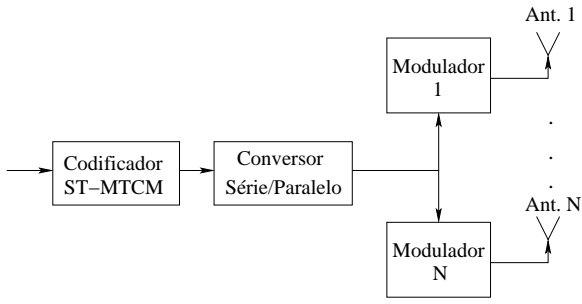 Ant. 1
Modulador
1
Codificador
ST−MTCM
Conversor
Série/Paralelo
Ant. N
Modulador
N